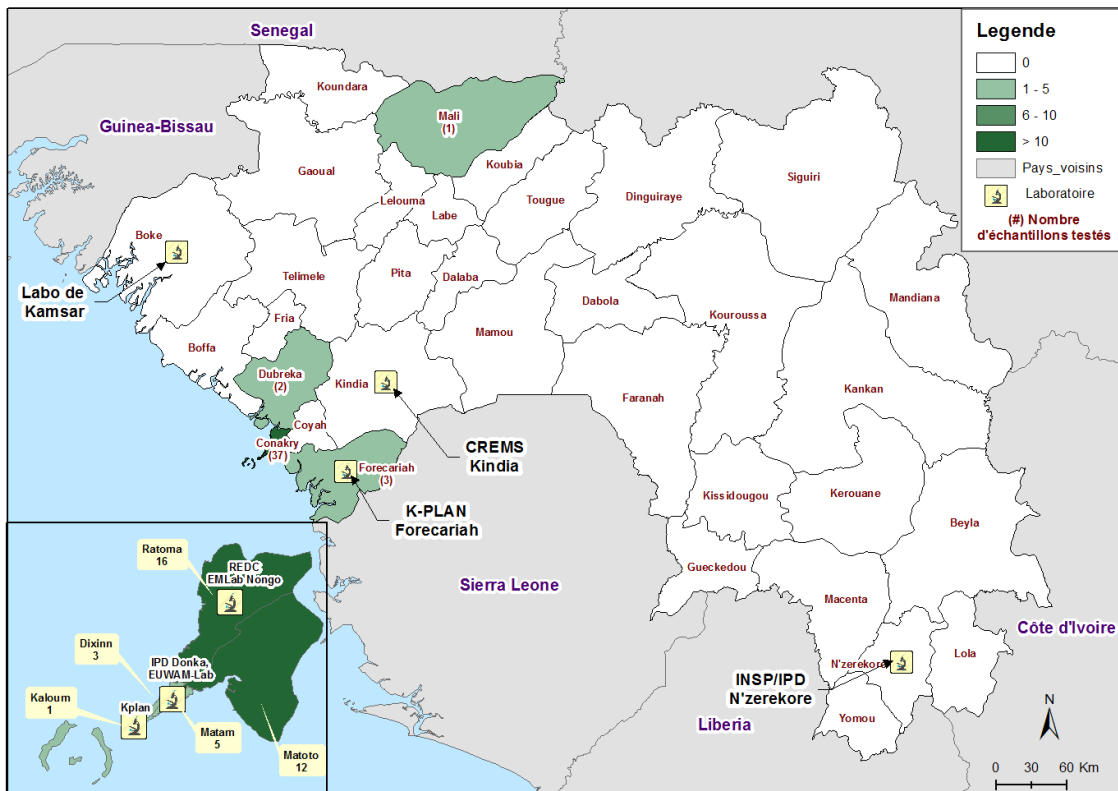 Senegal
Legende
0
1 - 5
6 - 10
> 10
Pays_voisins
Laboratoire
(#) Nombre
d'échantillons testés
Koundara
Mali
(1)
Guinea-Bissau
Gaoual
Koubia
Lelouma
Labe
Tougue
Dinguiraye
Siguiri
Boke
Labo de
Kamsar
Telimele
Pita
Dalaba
Dabola
Kouroussa
Mandiana
Fria
Boffa
Mamou
Dubreka
(2)
Kindia
Kankan
Faranah
Coyah
Conakry
(37)
CREMS
Kindia
Forecariah
(3)
K-PLAN
Forecariah
Kissidougou
Kerouane
Beyla
Gueckedou
Sierra Leone
Macenta
Côte d'Ivoire
N'zerekore
Lola
INSP/IPD
N'zerekore
Yomou
Liberia
Ratoma
16
REDC
EMLab Nongo
Dixinn
3
IPD Donka,
EUWAM-Lab
Kaloum
1
Kplan
Matam
5
Matoto
12
N
0 30 60 Km